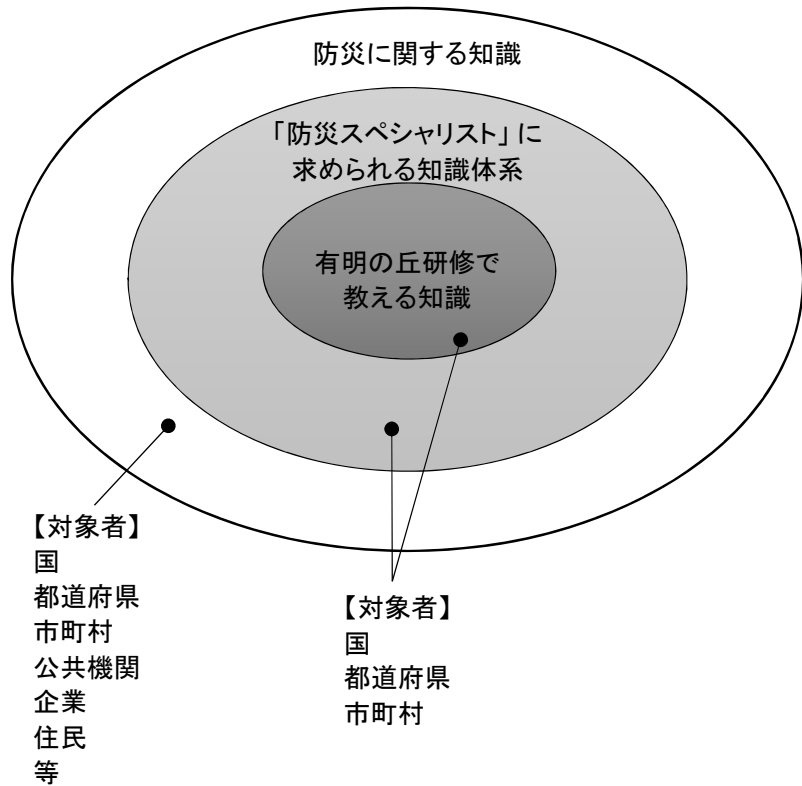 防災に関する知識
「防災スペシャリスト」に
求められる知識体系
有明の丘研修で
教える知識
【対象者】
国
都道府県
市町村
公共機関
企業
住民
等
【対象者】
国
都道府県
市町村